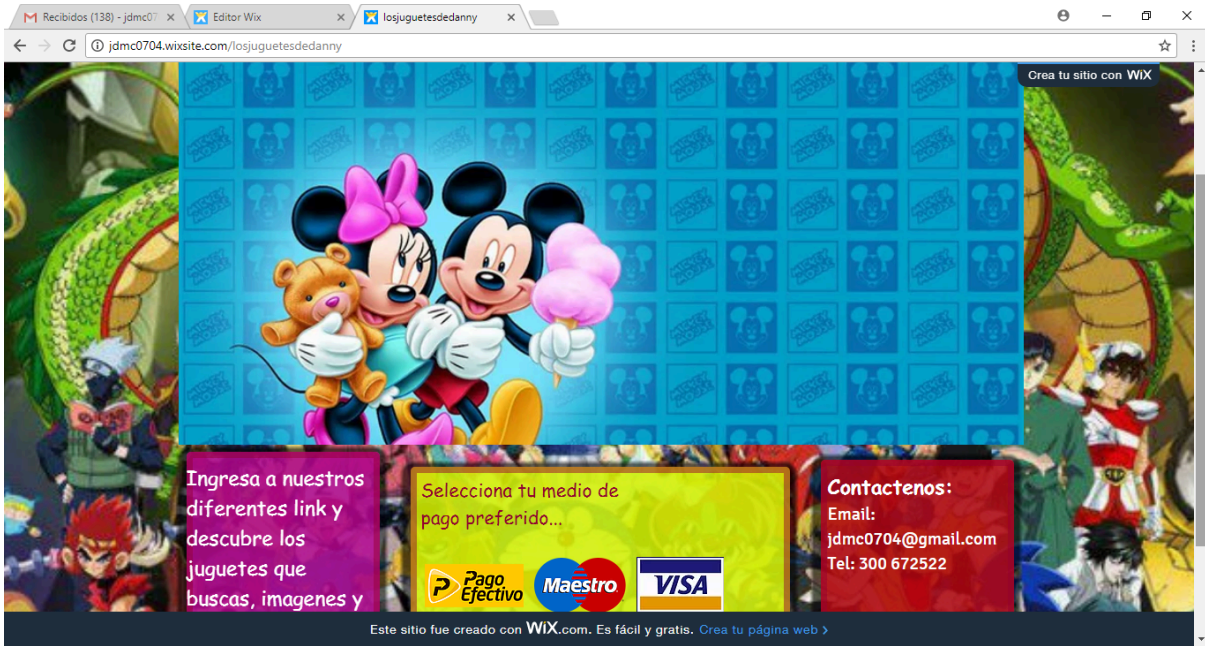 Recibidos (138) - jdmc07
Editor Wix
losjuguetesdedanny
jdmc0704.wixsite.com/losjuguetesdedanny
Crea tu sitio con WiX
MICKEY MOUSE
Ingresa a nuestros
diferentes link y
descubre los
juguetes que
buscas, imagenes y
Selecciona tu medio de
pago preferido...
Pago
Efectivo
Maestro
VISA
Contactenos:
Email:
jdmc0704@gmail.com
Tel: 300 672522
Este sitio fue creado con WiX.com. Es fácil y gratis. Crea tu página web >